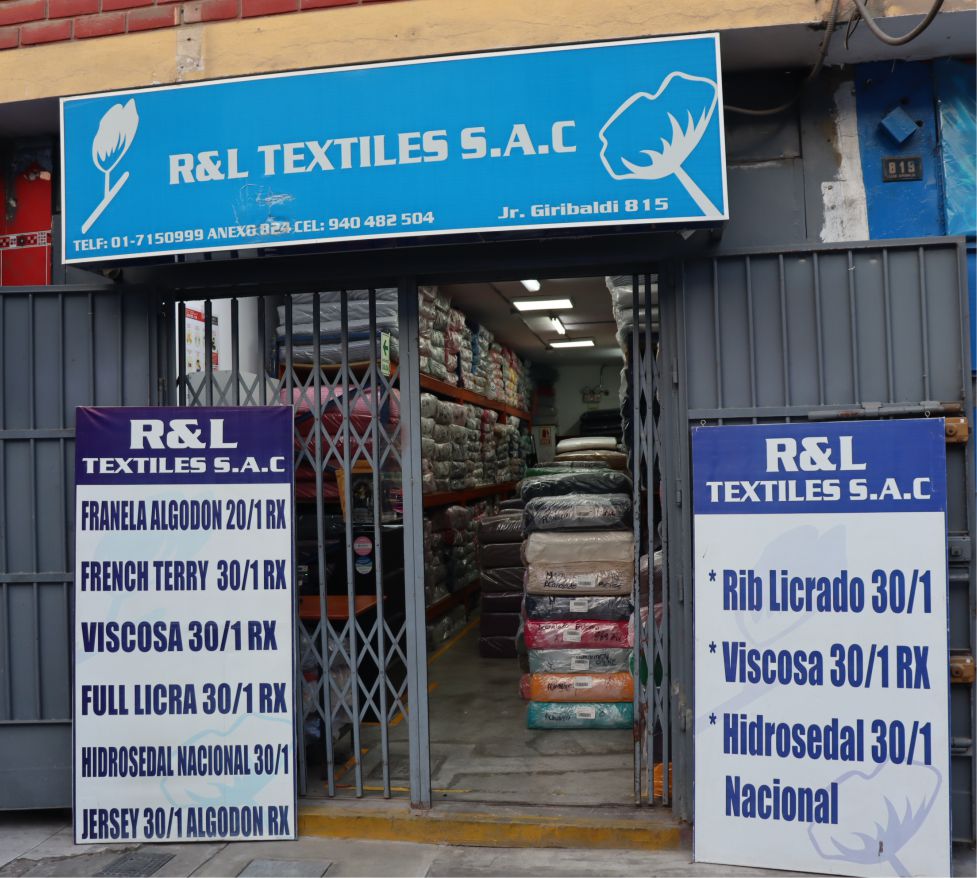 R&L TEXTILES S.A.C
TELF: 01-7150999 ANEXG 824 CEL: 940 482 504
Jr. Giribaldi 815
819
R&L
TEXTILES S.A.C
FRANELA ALGODON 20/1 RX
FRENCH TERRY 30/1 RX
VISCOSA 30/1 RX
FULL LICRA 30/1 RX
HIDROSEDAL NACIONAL 30/1
JERSEY 30/1 ALGODON RX
R&L
TEXTILES S.A.C
* Rib Licrado 30/1
* Viscosa 30/1 RX
* Hidrosedal 30/1
Nacional